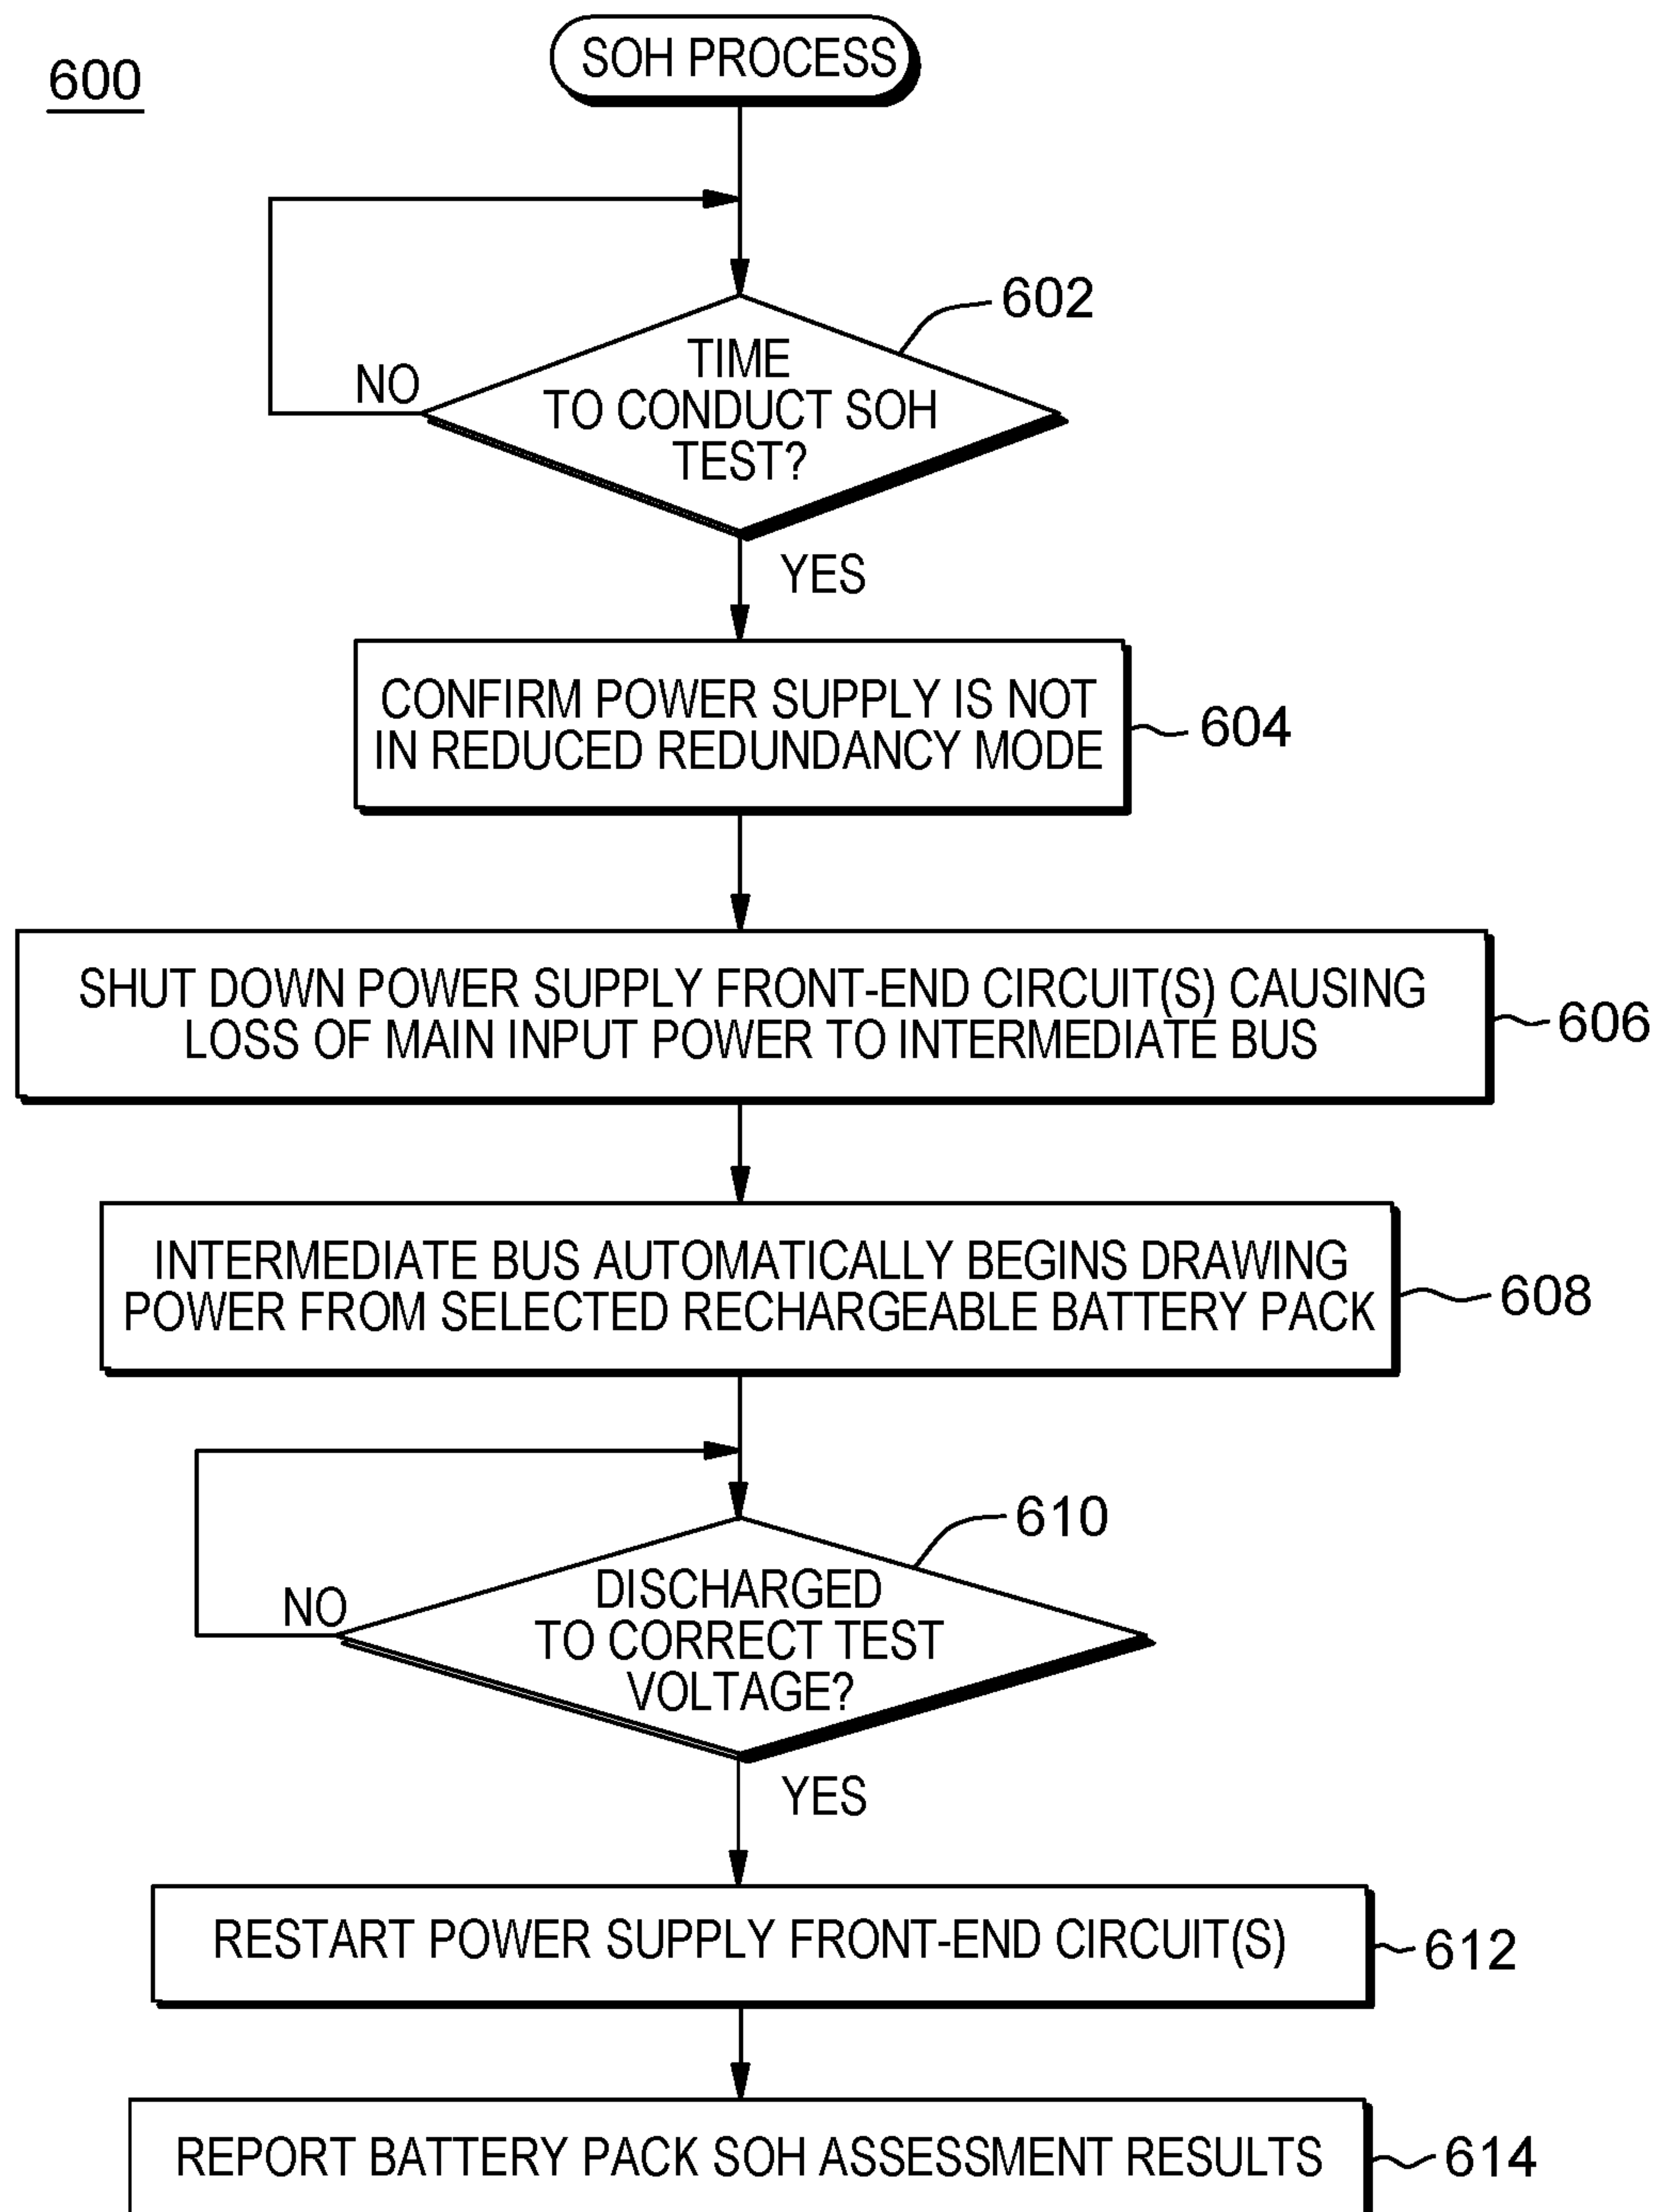 600
SOH PROCESS
602
TIME
TO CONDUCT SOH
TEST?
NO
YES
CONFIRM POWER SUPPLY IS NOT
IN REDUCED REDUNDANCY MODE
604
SHUT DOWN POWER SUPPLY FRONT-END CIRCUIT(S) CAUSING
LOSS OF MAIN INPUT POWER TO INTERMEDIATE BUS
606
INTERMEDIATE BUS AUTOMATICALLY BEGINS DRAWING
POWER FROM SELECTED RECHARGEABLE BATTERY PACK
608
610
DISCHARGED
TO CORRECT TEST
VOLTAGE?
NO
YES
RESTART POWER SUPPLY FRONT-END CIRCUIT(S)
612
REPORT BATTERY PACK SOH ASSESSMENT RESULTS
614